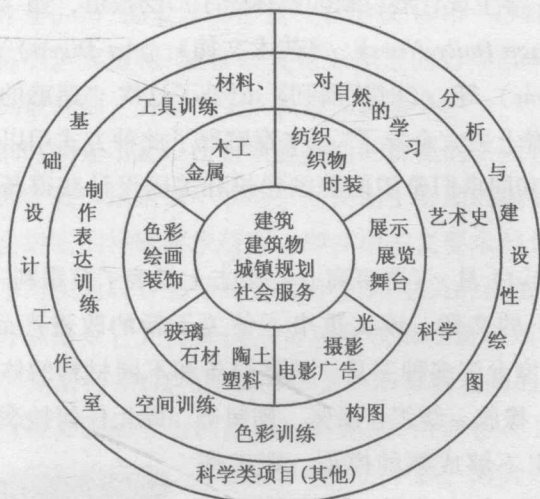 基础设计工作室
分析与建设性绘图
科学类项目(其他)
材料、
工具训练
对自然的学习
制作表达训练
艺术史
科学
空间训练
色彩训练
构图
木工
金属
纺织
织物
时装
色彩
绘画
装饰
展示
展览
舞台
玻璃
石材
陶土
塑料
光
摄影
电影广告
建筑
建筑物
城镇规划
社会服务